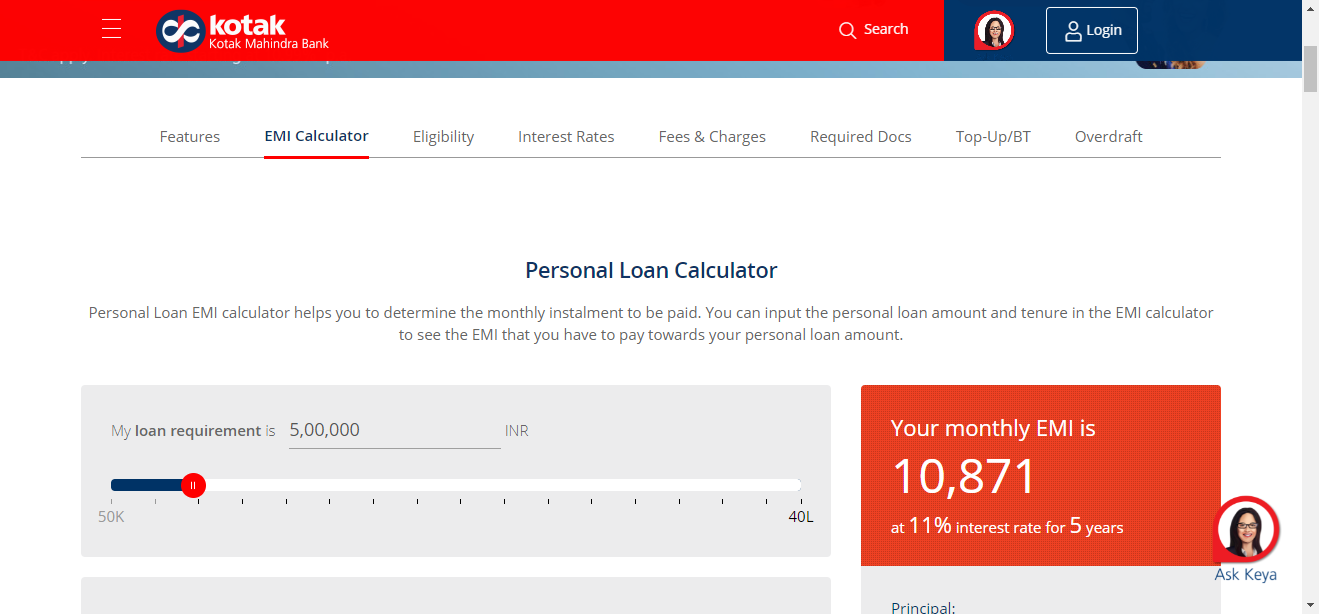 kotak
Kotak Mahindra Bank
Search
Login
Features
EMI Calculator
Eligibility
Interest Rates
Fees & Charges
Required Docs
Top-Up/BT
Overdraft
Personal Loan Calculator
Personal Loan EMI calculator helps you to determine the monthly instalment to be paid. You can input the personal loan amount and tenure in the EMI calculator
to see the EMI that you have to pay towards your personal loan amount.
My loan requirement is 5,00,000 INR
50K
40L
Your monthly EMI is
10,871
at 11% interest rate for 5 years
Ask Keya
Principal: